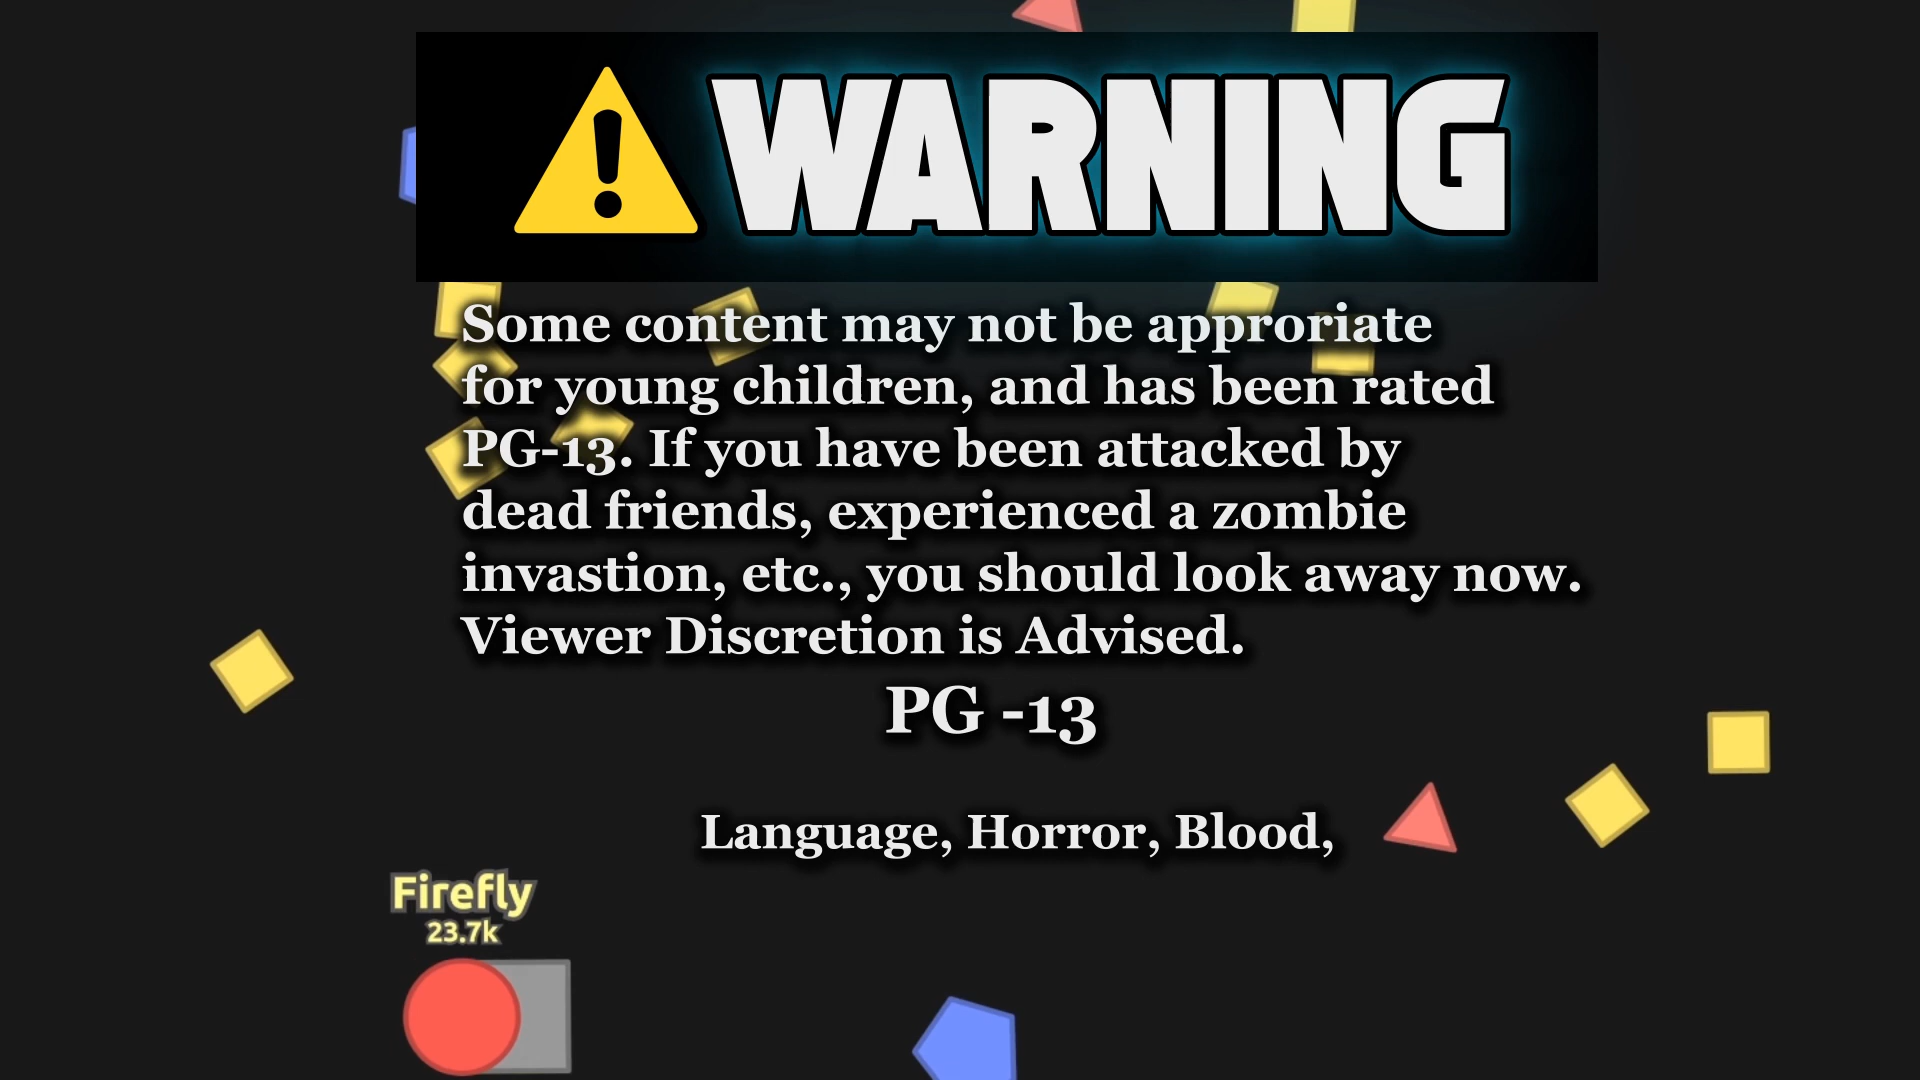 WARNING
Some content may not be approriate
for young children, and has been rated
PG-13. If you have been attacked by
dead friends, experienced a zombie
invastion, etc., you should look away now.
Viewer Discretion is Advised.
PG -13
Language, Horror, Blood,
Firefly
23.7k